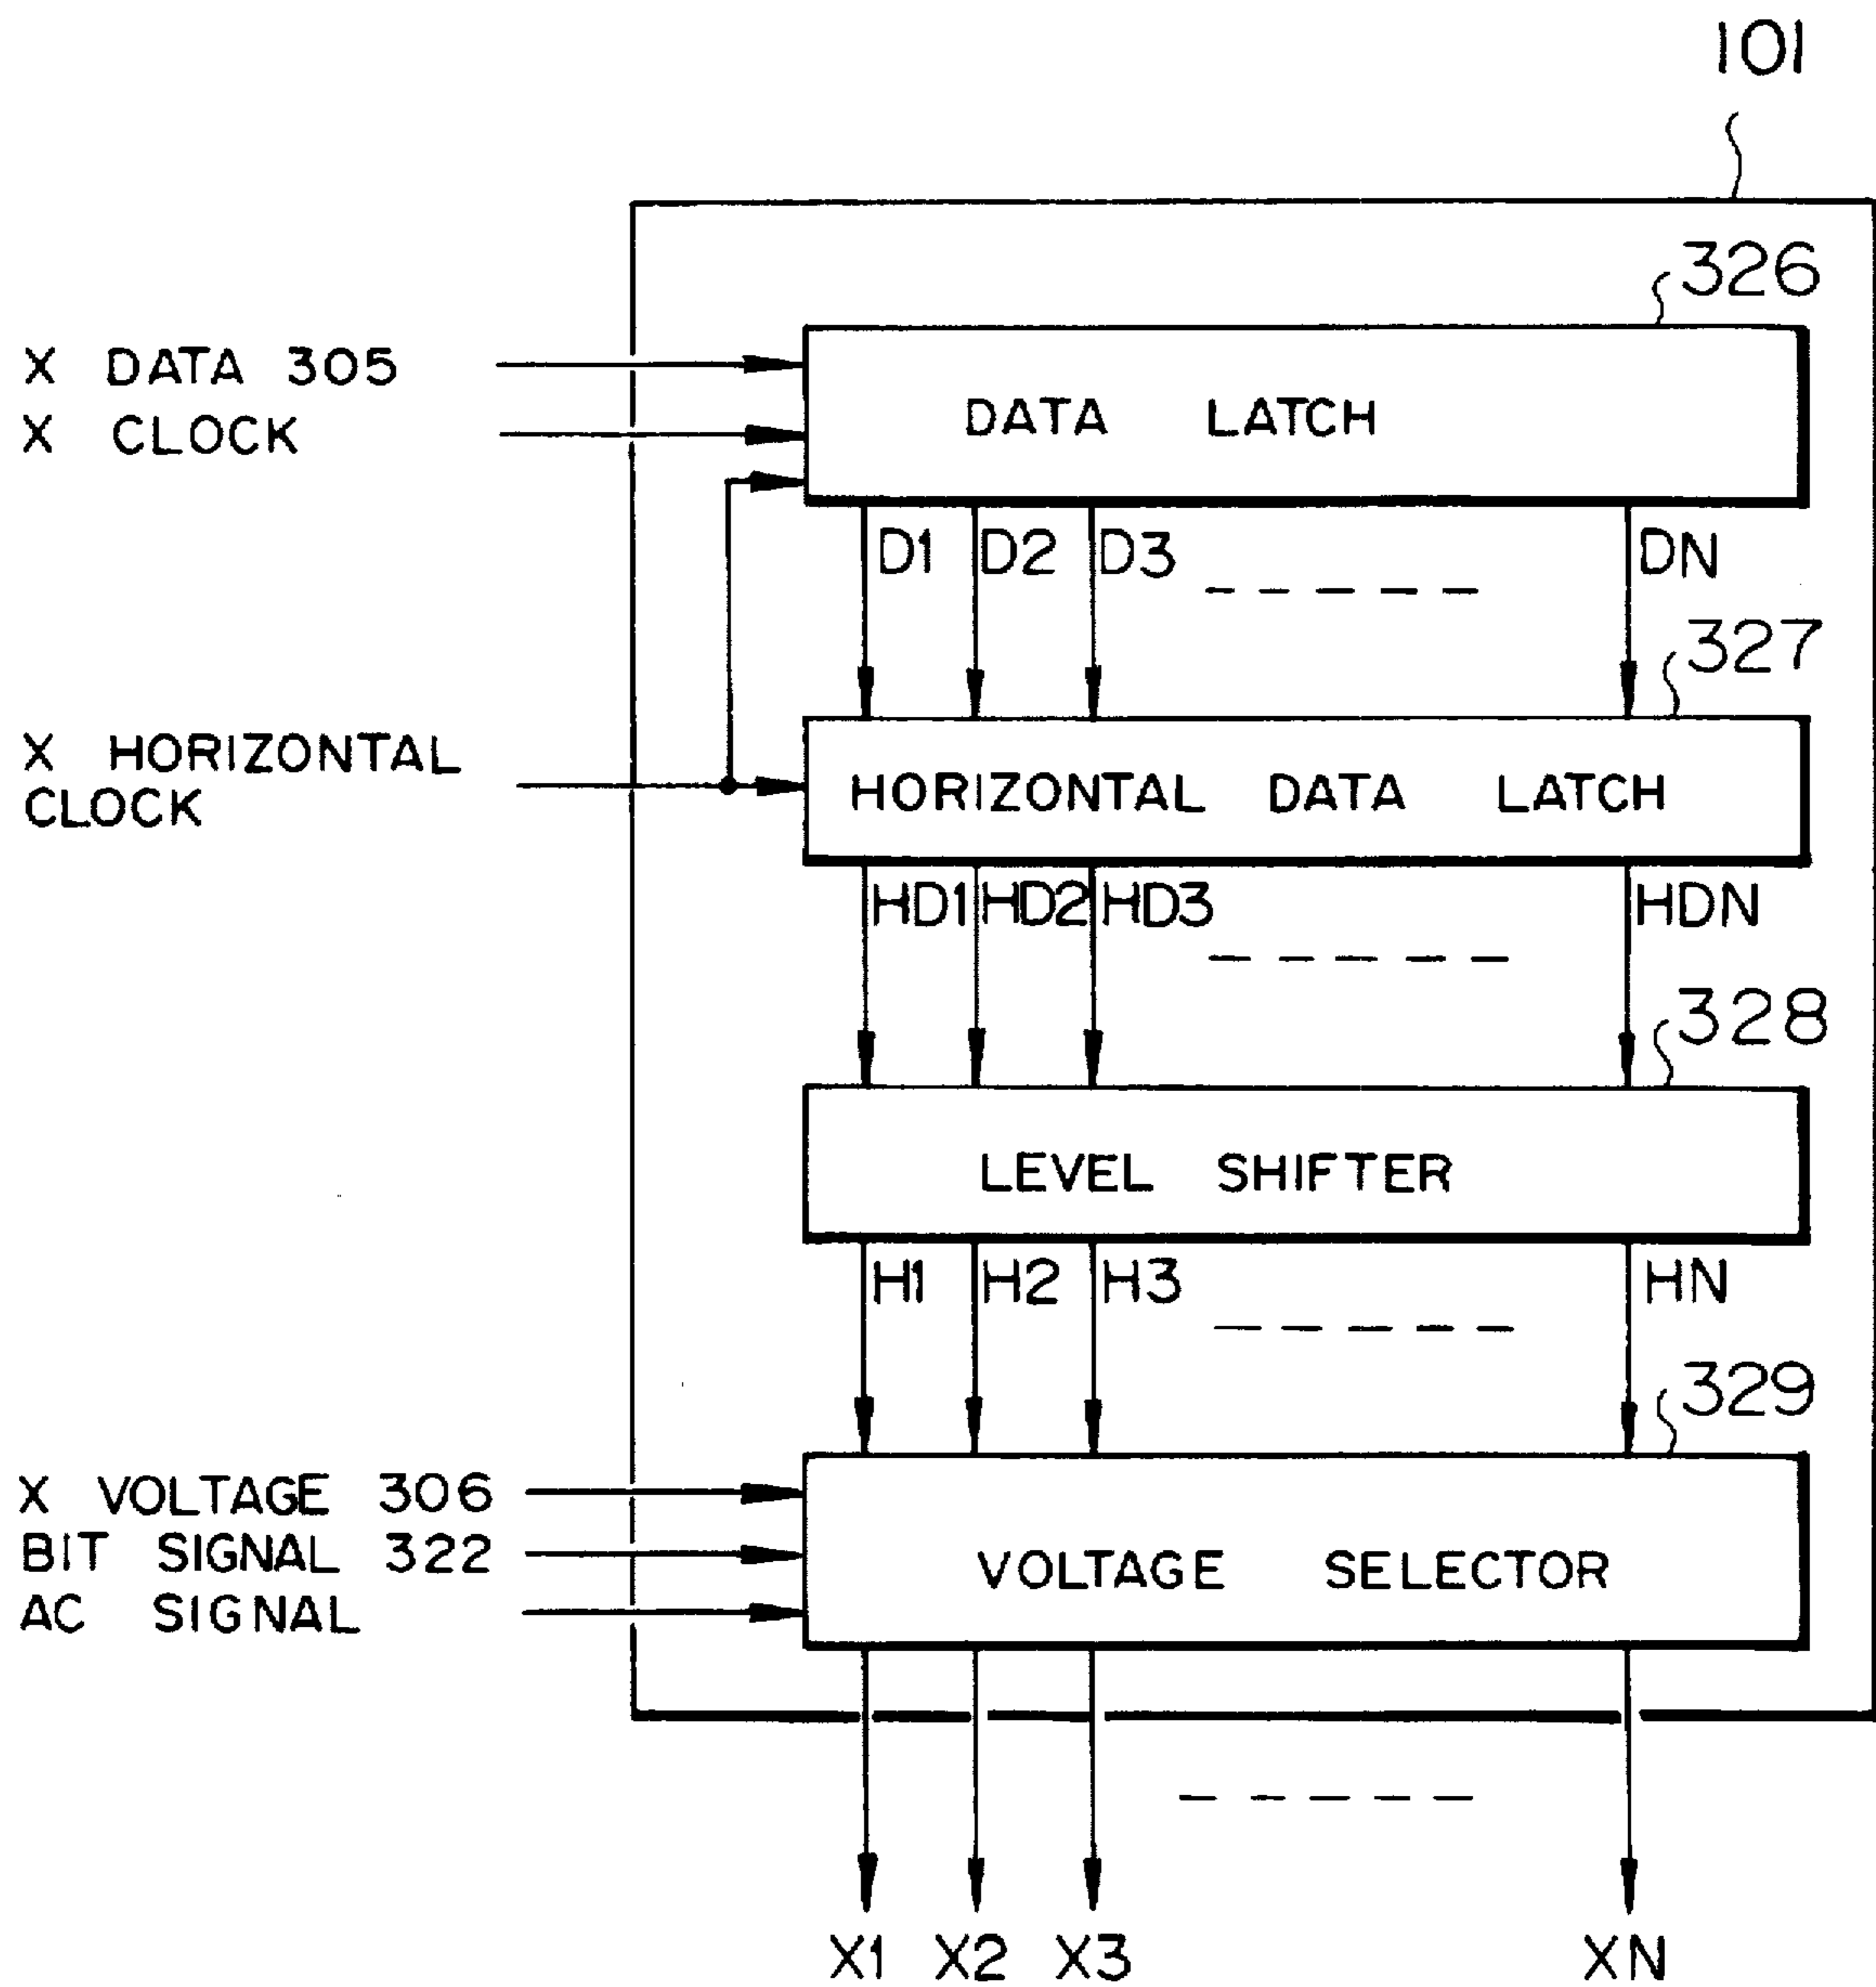 101
326
X DATA 305
X CLOCK
DATA LATCH
D1 D2 D3 DN
327
X HORIZONTAL
CLOCK
HORIZONTAL DATA LATCH
HD1 HD2 HD3 HDN
328
LEVEL SHIFTER
H1 H2 H3 HN
329
X VOLTAGE 306
BIT SIGNAL 322
AC SIGNAL
VOLTAGE SELECTOR
X1 X2 X3 XN